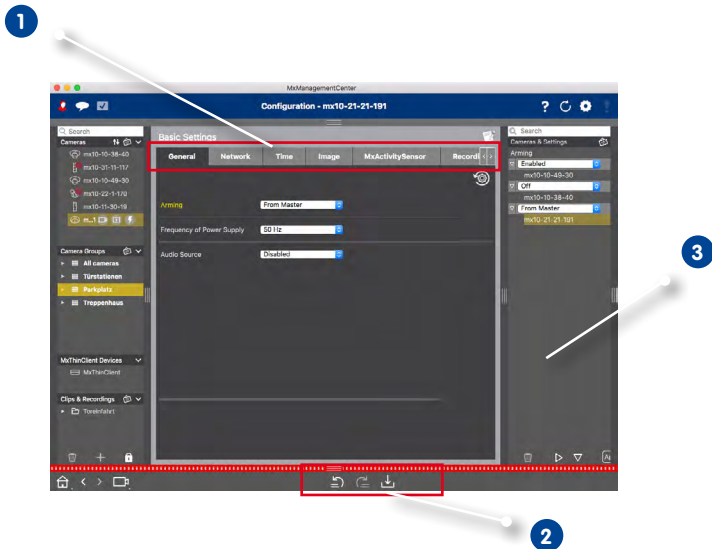 1
MxManagementCenter
Configuration - mx10-21-21-191
?
Search
Cameras
mx10-10-38-40
mx10-31-11-117
mx10-10-49-30
mx10-22-1-170
mx10-11-30-19
m...1
Camera Groups
All cameras
Türstationen
Parkplatz
Treppenhaus
MxThinClient Devices
MxThinClient
Clips & Recordings
Toreinfahrt
Basic Settings
General Network Time Image MxActivitySensor Recordi
Arming From Master
Frequency of Power Supply 50 Hz
Audio Source Disabled
Search
Cameras & Settings
Arming
Enabled
mx10-10-49-30
Off
mx10-10-38-40
From Master
mx10-21-21-191
3
2